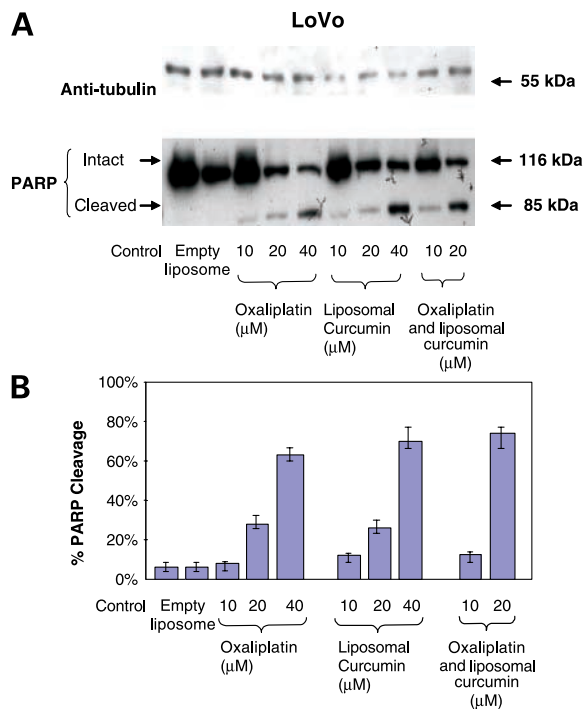 A
LoVo
Anti-tubulin
55 kDa
PARP
Intact
116 kDa
Cleaved
85 kDa
Control Empty liposome 10 20 40 10 20 40 10 20
Oxaliplatin
(μM)
Liposomal
Curcumin
(μM)
Oxaliplatin
and liposomal
curcumin
(μM)
B
% PARP Cleavage
100%
80%
60%
40%
20%
0%
Control Empty liposome 10 20 40 10 20 40 10 20
Oxaliplatin
(μM)
Liposomal
Curcumin
(μM)
Oxaliplatin
and liposomal
curcumin
(μM)